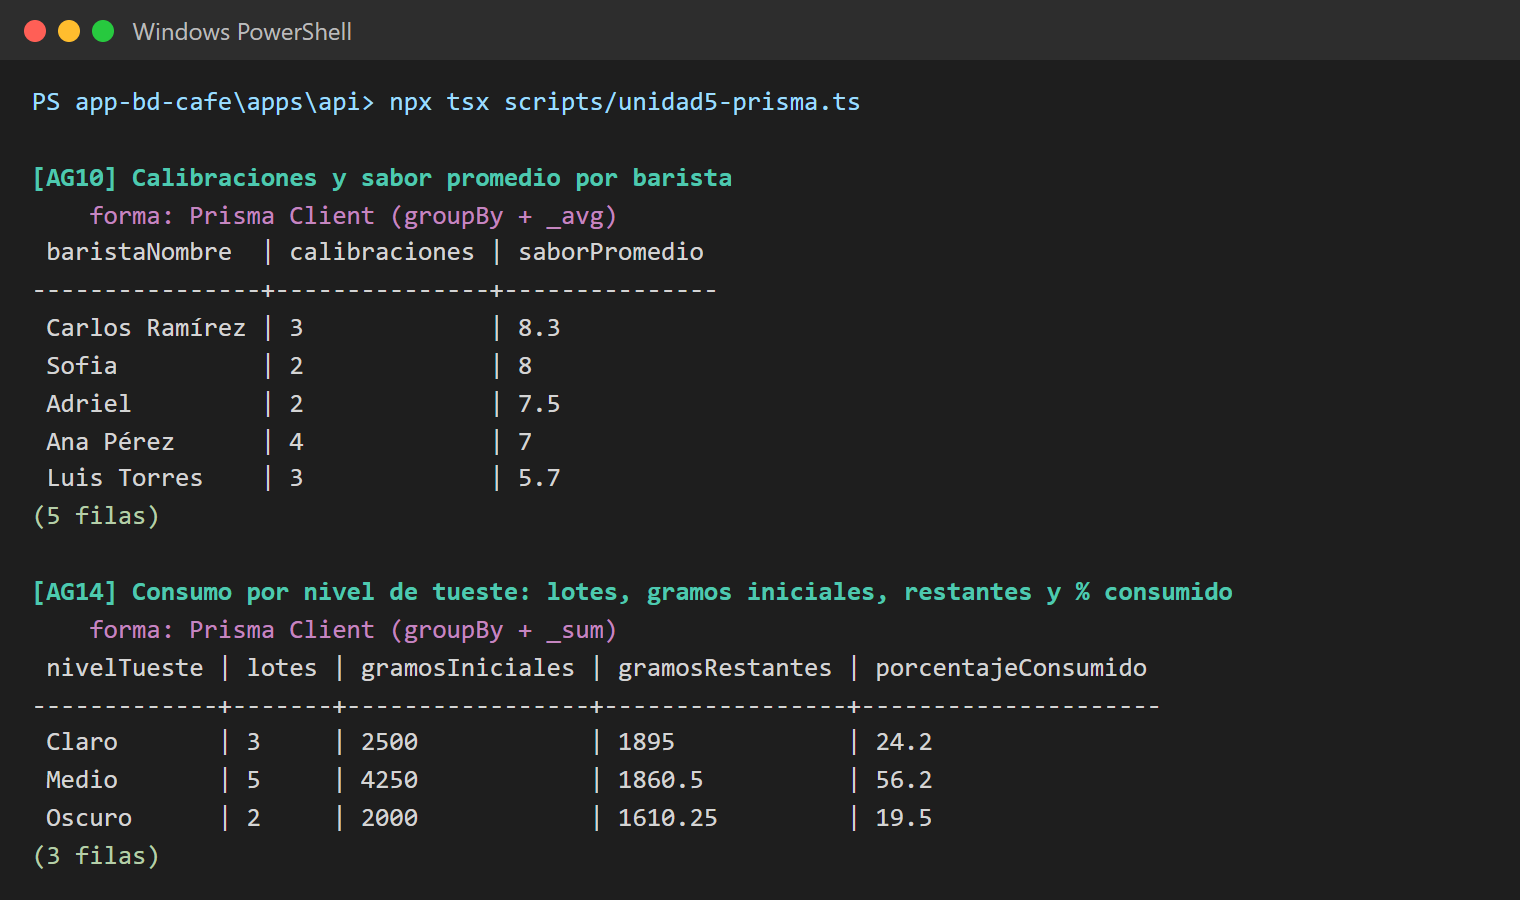 Windows PowerShell
PS app-bd-cafe\apps\api> npx tsx scripts/unidad5-prisma.ts
[AG10] Calibraciones y sabor promedio por barista
forma: Prisma Client (groupBy + _avg)
baristaNombre | calibraciones | saborPromedio
----------------+---------------+---------------
Carlos Ramírez | 3 | 8.3
Sofia | 2 | 8
Adriel | 2 | 7.5
Ana Pérez | 4 | 7
Luis Torres | 3 | 5.7
(5 filas)
[AG14] Consumo por nivel de tueste: lotes, gramos iniciales, restantes y % consumido
forma: Prisma Client (groupBy + _sum)
nivelTueste | lotes | gramosIniciales | gramosRestantes | porcentajeConsumido
-------------+-------+-----------------+-----------------+---------------------
Claro | 3 | 2500 | 1895 | 24.2
Medio | 5 | 4250 | 1860.5 | 56.2
Oscuro | 2 | 2000 | 1610.25 | 19.5
(3 filas)